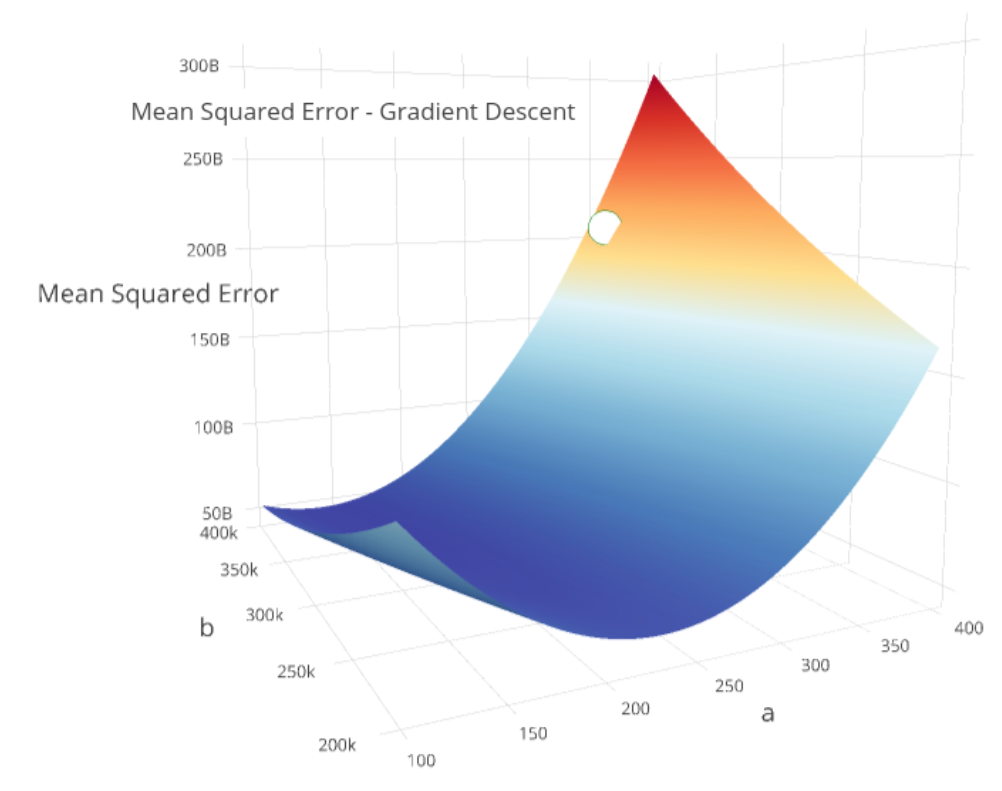 300B
Mean Squared Error - Gradient Descent
250B
200B
Mean Squared Error
150B
100B
50B
400k
350k
300k
b
250k
200k
100
150
200
250
300
350
400
a